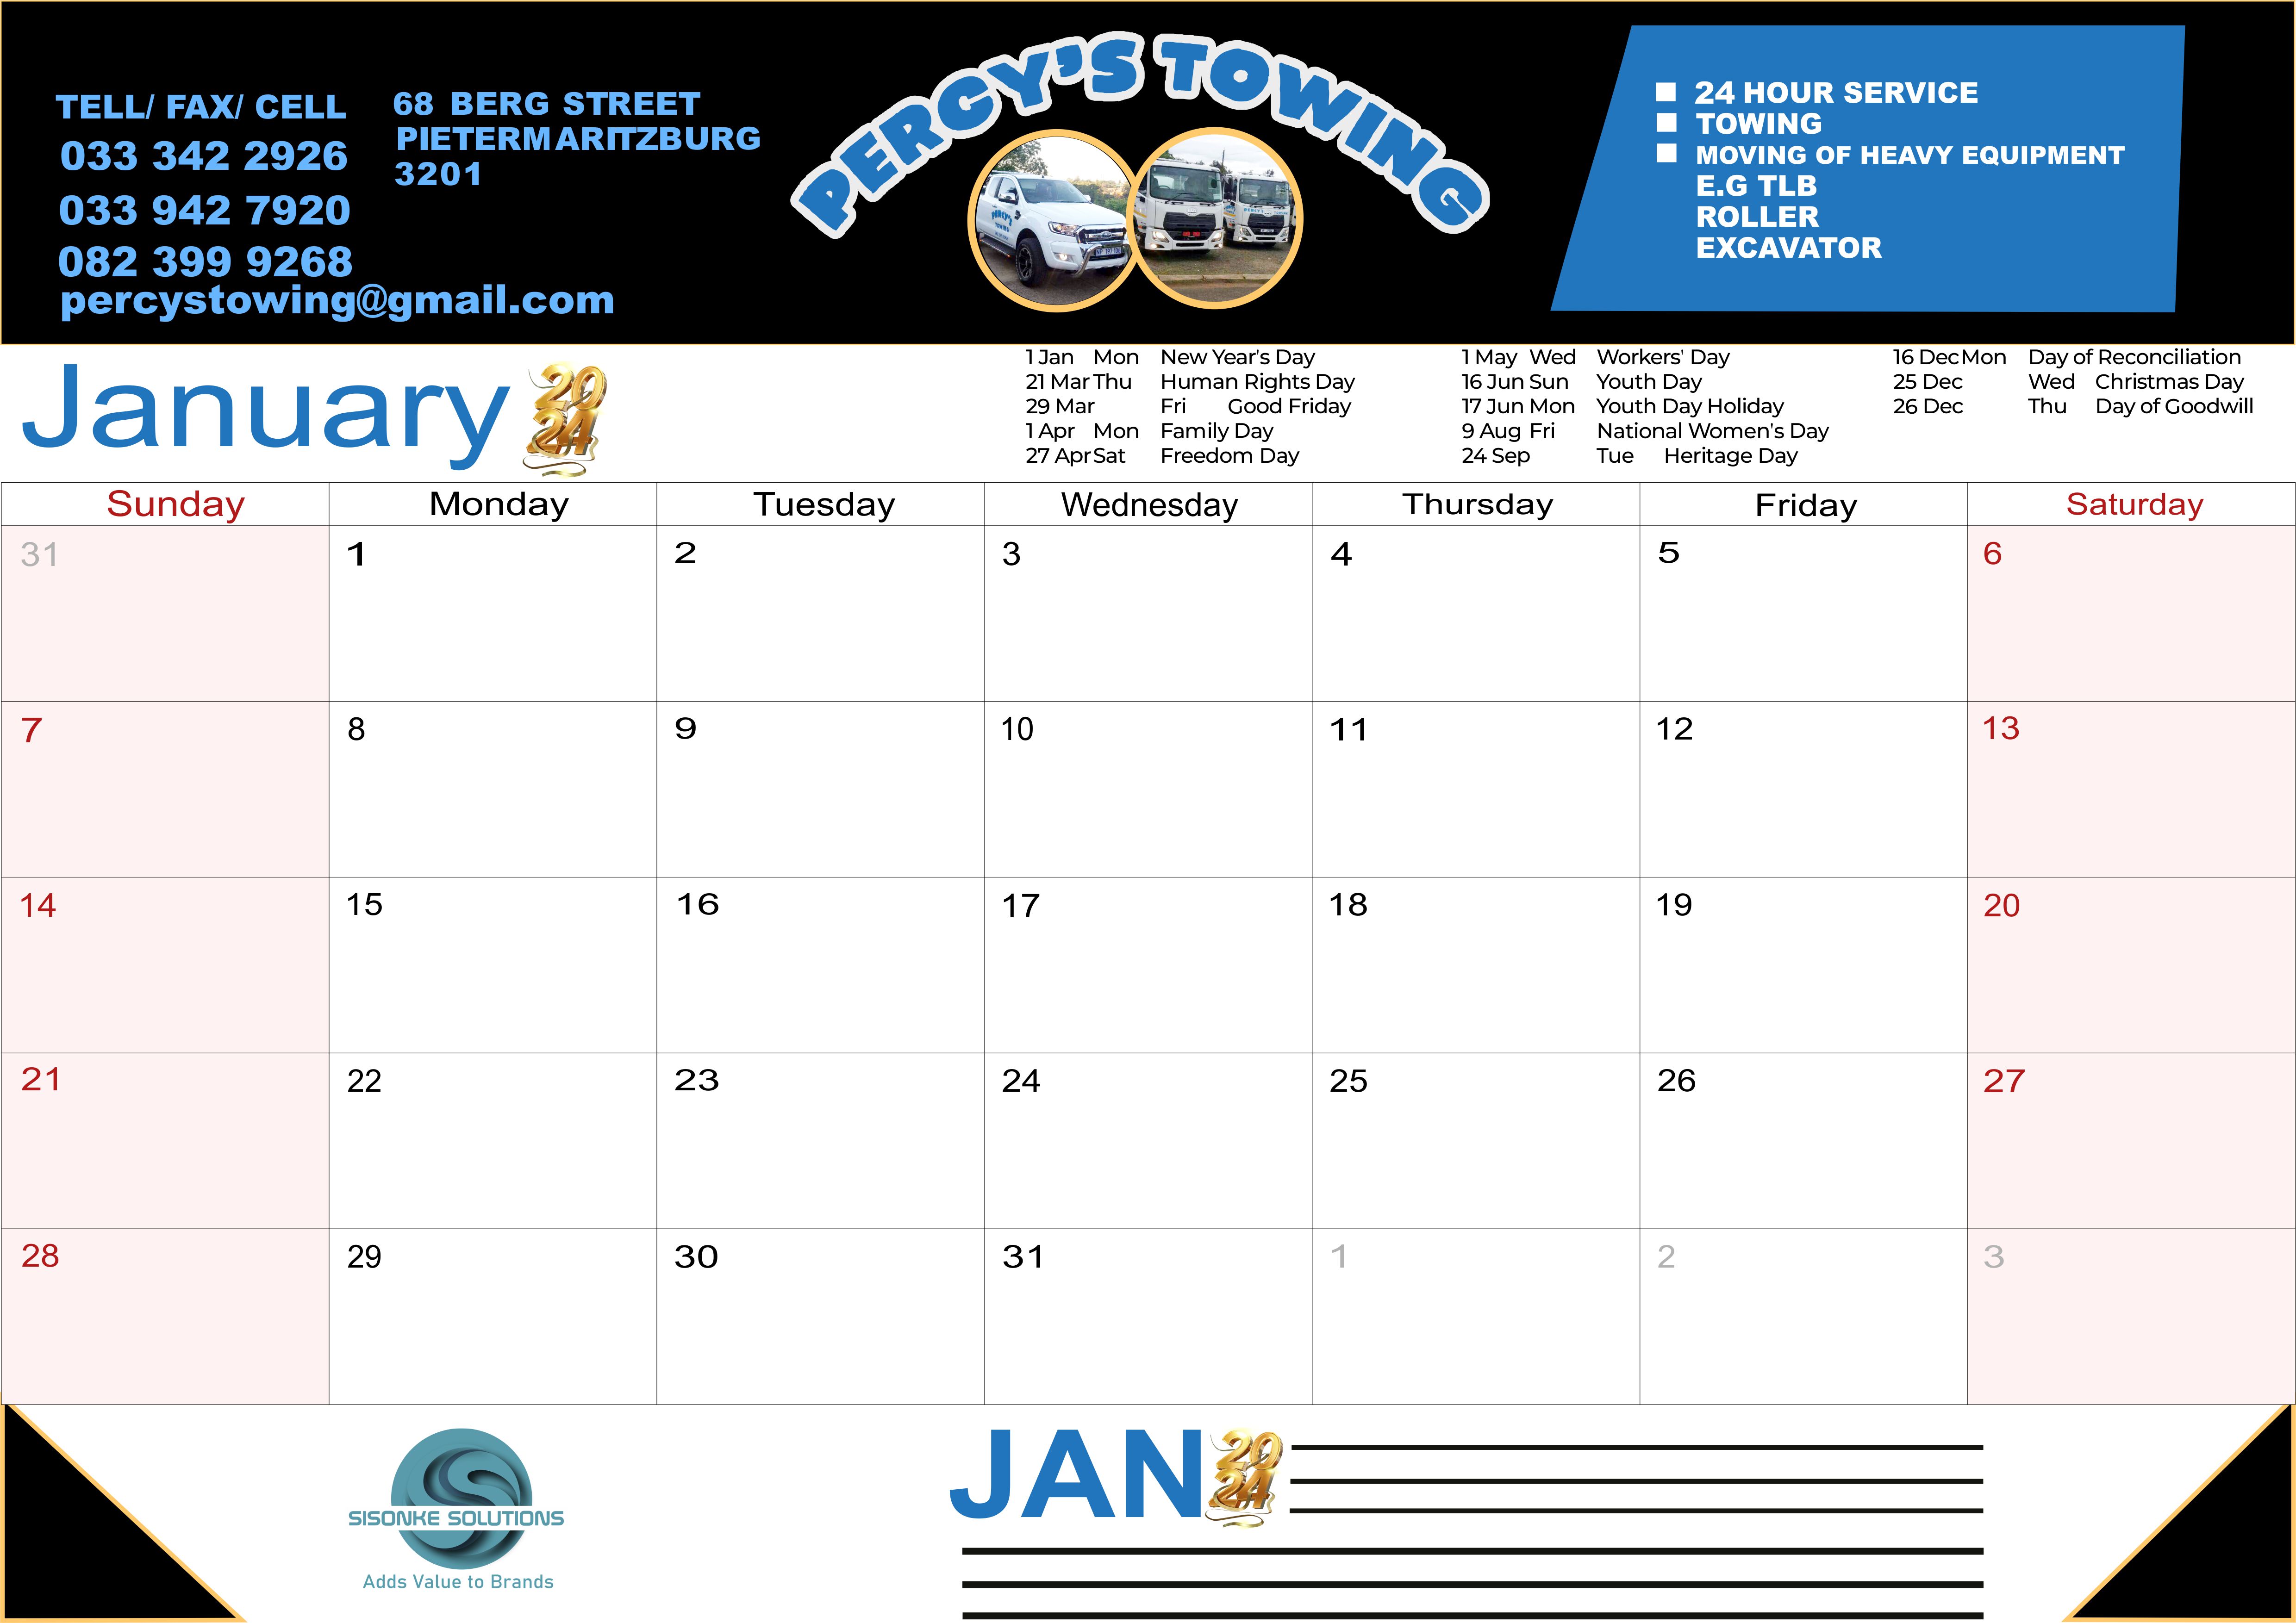 TELL/ FAX/ CELL
033 342 2926
033 942 7920
082 399 9268
percystowing@gmail.com
68 BERG STREET
PIETERMARITZBURG
3201
PERCY'S TOWING
PERCY'S
TOWING
24 HOUR SERVICE
TOWING
MOVING OF HEAVY EQUIPMENT
E.G TLB
ROLLER
EXCAVATOR
January 2024
1 Jan Mon New Year's Day
21 Mar Thu Human Rights Day
29 Mar Fri Good Friday
1 Apr Mon Family Day
27 Apr Sat Freedom Day
1 May Wed Workers' Day
16 Jun Sun Youth Day
17 Jun Mon Youth Day Holiday
9 Aug Fri National Women's Day
24 Sep Tue Heritage Day
16 Dec Mon Day of Reconciliation
25 Dec Wed Christmas Day
26 Dec Thu Day of Goodwill
Sunday Monday Tuesday Wednesday Thursday Friday Saturday
31 1 2 3 4 5 6
7 8 9 10 11 12 13
14 15 16 17 18 19 20
21 22 23 24 25 26 27
28 29 30 31 1 2 3
SISONKE SOLUTIONS
Adds Value to Brands
JAN 2024